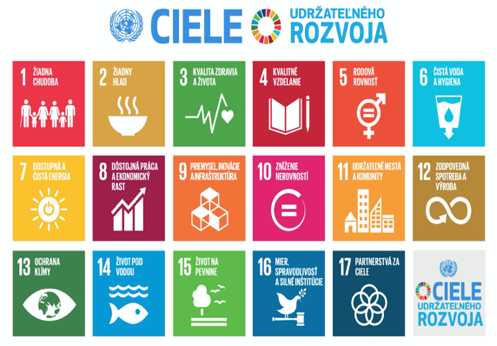 CIELE UDRŽATEĽNÉHO
ROZVOJA
1 ŽIADNA
CHUDOBA
2 ŽIADNY
HLAD
3 KVALITA ZDRAVIA
A ŽIVOTA
4 KVALITNÉ
VZDELANIE
5 RODOVÁ
ROVNOSŤ
6 ČISTÁ VODA
A HYGIENA
7 DOSTUPNÁ A
ČISTÁ ENERGIA
8 DÔSTOJNÁ PRÁCA
A EKONOMICKÝ
RAST
9 PRIEMYSEL, INOVÁCIE
A INFRAŠTRUKTÚRA
10 ZNÍŽENIE
NEROVNOSTÍ
11 UDRŽATEĽNÉ MESTÁ
A KOMUNITY
12 ZODPOVEDNÁ
SPOTREBA A
VÝROBA
13 OCHRANA
KLÍMY
14 ŽIVOT POD
VODOU
15 ŽIVOT NA
PEVNINE
16 MIER,
SPRAVODLIVOSŤ
A SILNÉ INŠTITÚCIE
17 PARTNERSTVÁ ZA
CIELE
CIELE
UDRŽATEĽNÉHO
ROZVOJA